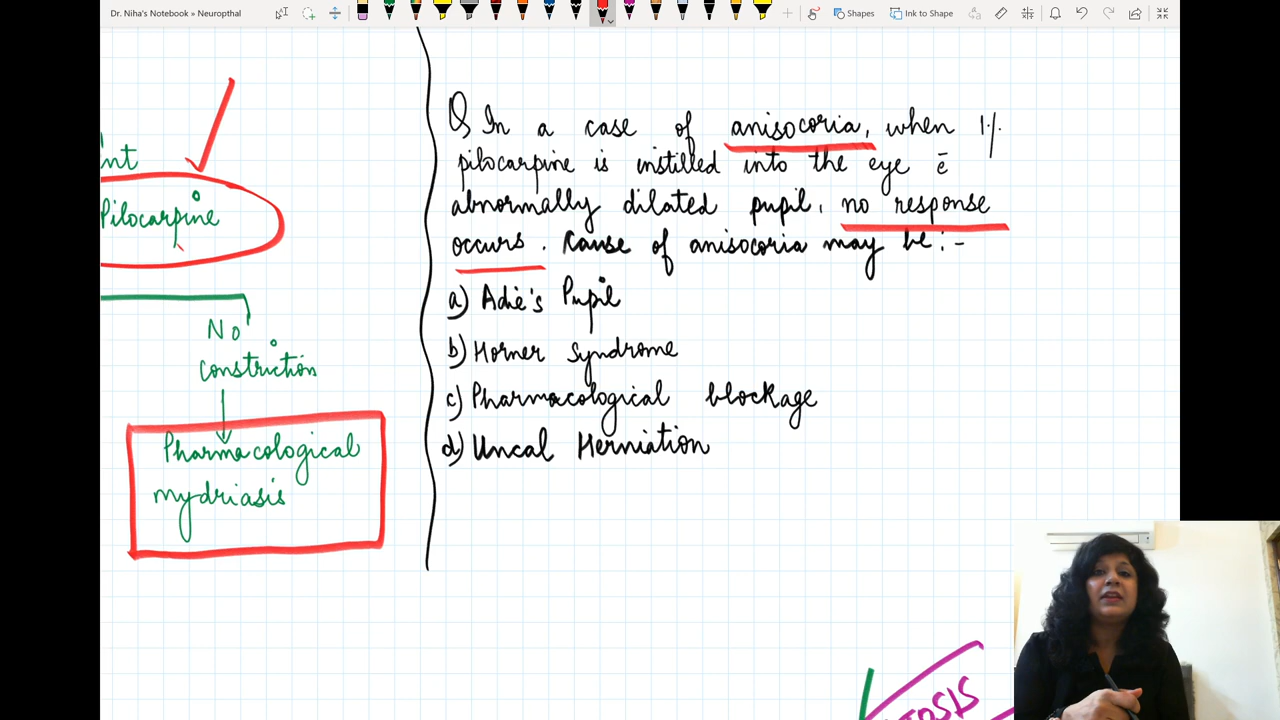 Dr. Niha's Notebook » Neuropthal
Shapes
Ink to Shape
Pilocarpine
No
constriction
Pharmacological
mydriasis
Q In a case of anisocoria, when 1%
pilocarpine is instilled into the eye c̄
abnormally dilated pupil, no response
occurs. Cause of anisocoria may be:-
a) Adie's Pupil
b) Horner Syndrome
c) Pharmacological blockage
d) Uncal Herniation